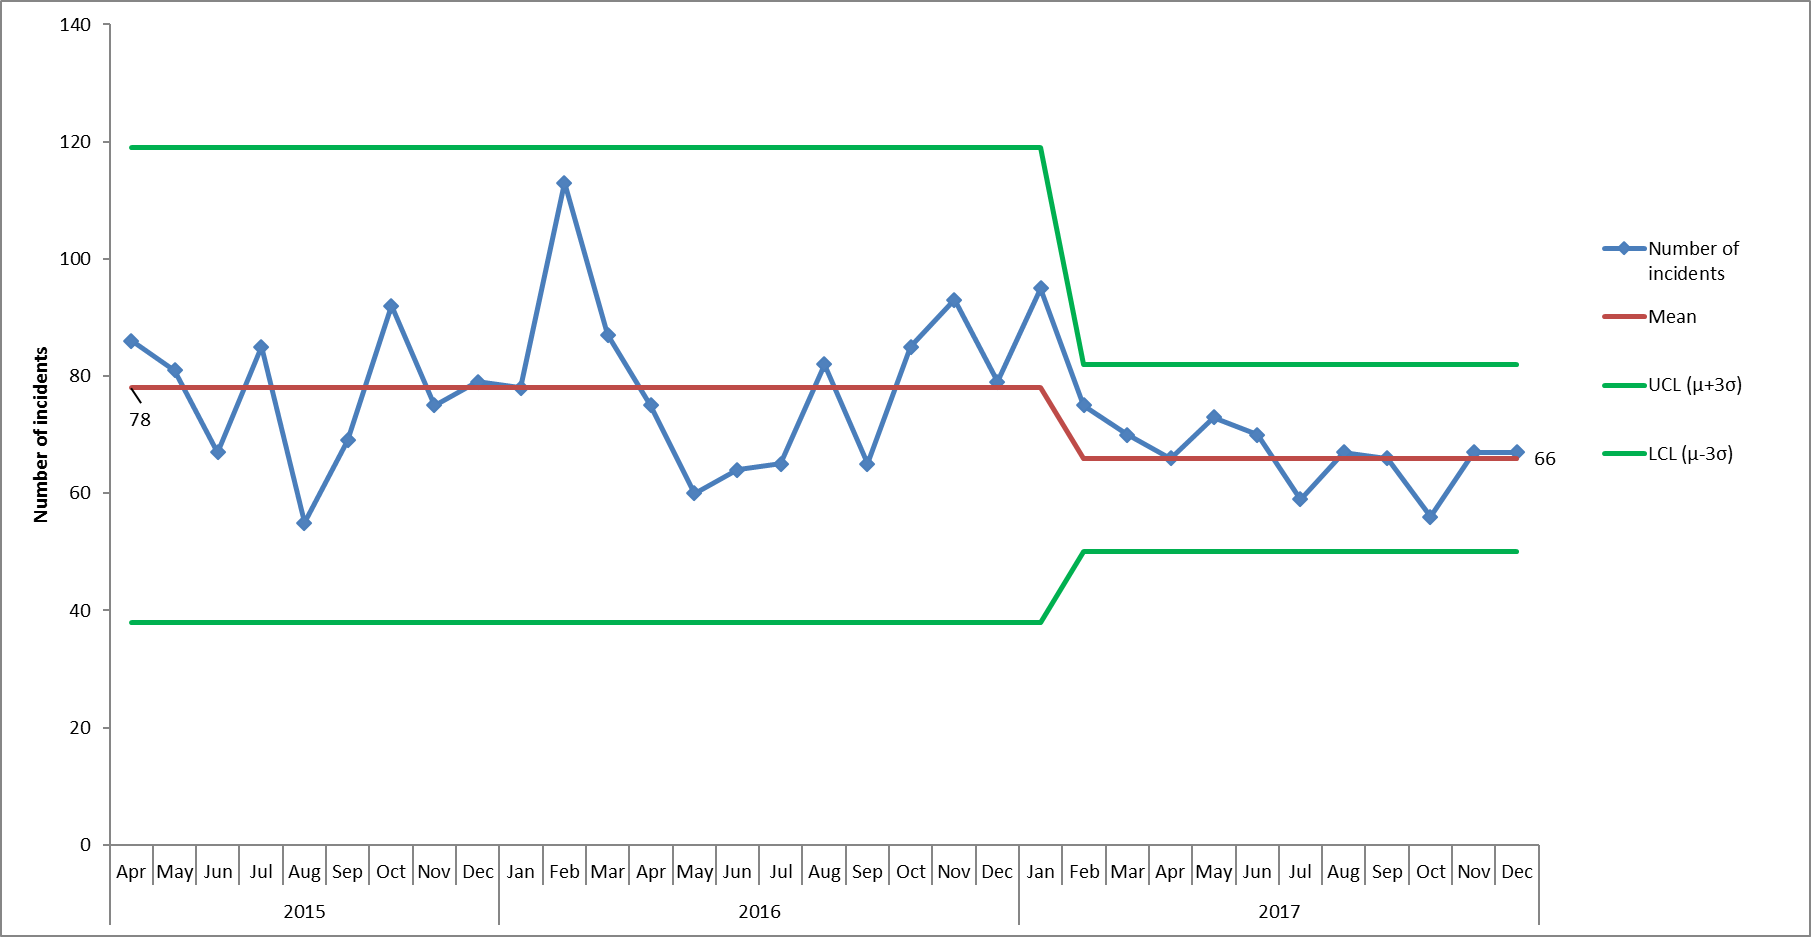 140
120
100
80
60
40
20
0
Number of incidents
78
66
Number of
incidents
Mean
UCL (μ+3σ)
LCL (μ-3σ)
Apr May Jun Jul Aug Sep Oct Nov Dec Jan Feb Mar Apr May Jun Jul Aug Sep Oct Nov Dec Jan Feb Mar Apr May Jun Jul Aug Sep Oct Nov Dec
2015 2016 2017